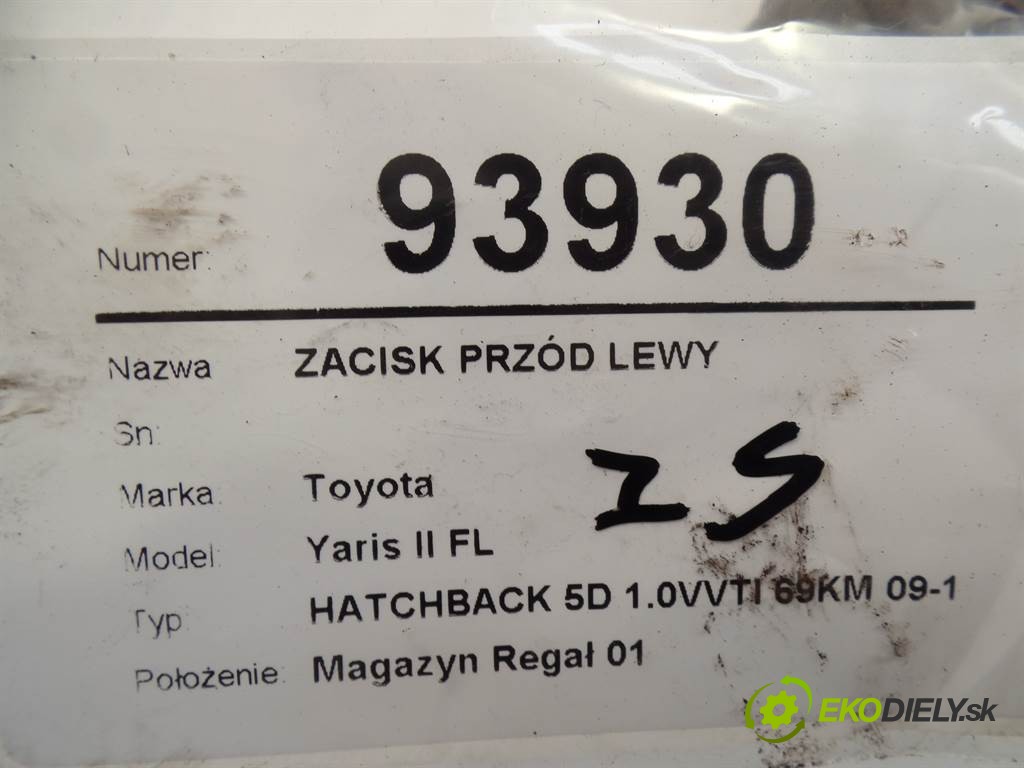 Numer: 93930
Nazwa ZACISK PRZÓD LEWY
Sn:
Marka: Toyota
Model: Yaris II FL
Typ: HATCHBACK 5D 1.0VVTI 69KM 09-1
Położenie: Magazyn Regał 01
ZS
EKODIELY.sk